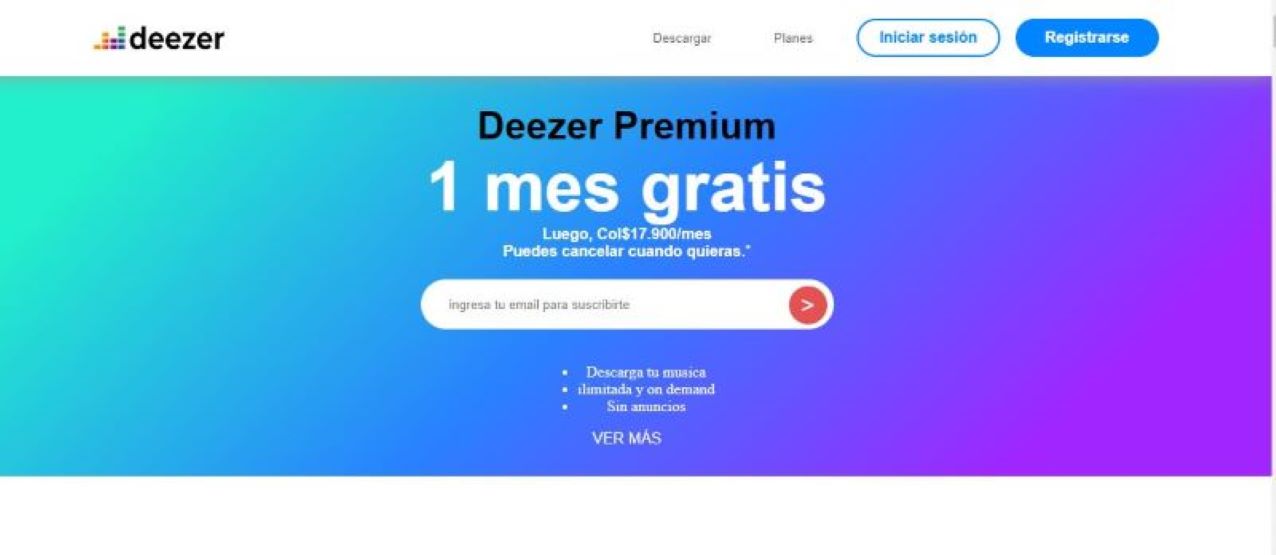 deezer
Descargar
Planes
Iniciar sesión
Registrarse
Deezer Premium
1 mes gratis
Luego, Col$17.900/mes
Puedes cancelar cuando quieras.*
ingresa tu email para suscribirte
>
• Descarga tu musica
• ilimitada y on demand
• Sin anuncios
VER MÁS